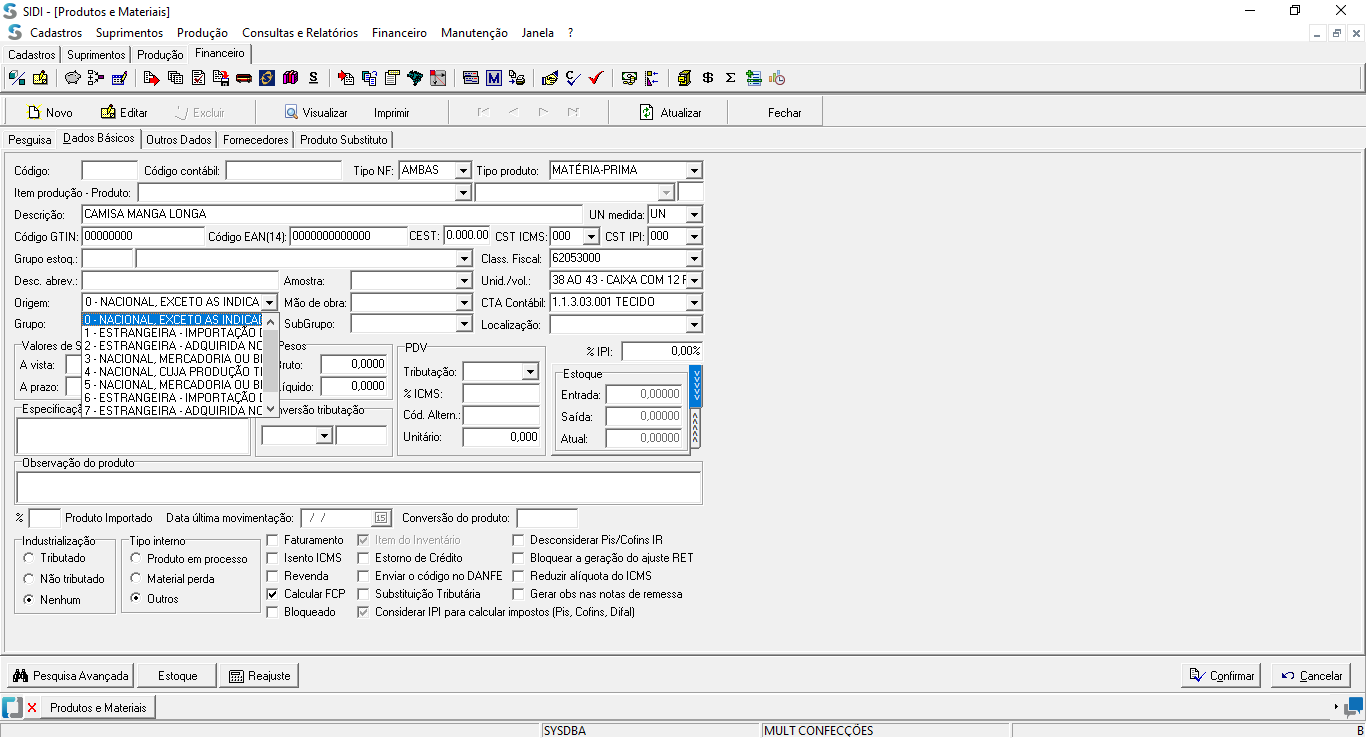 SIDI - [Produtos e Materiais]
Cadastros Suprimentos Produção Consultas e Relatórios Financeiro Manutenção Janela ?
Cadastros Suprimentos Produção Financeiro
Novo Editar Excluir Visualizar Imprimir Atualizar Fechar
Pesquisa Dados Básicos Outros Dados Fornecedores Produto Substituto
Código: Código contábil: Tipo NF: AMBAS Tipo produto: MATÉRIA-PRIMA
Item produção - Produto:
Descrição: CAMISA MANGA LONGA UN medida: UN
Código GTIN: 00000000 Código EAN(14): 0000000000000 CEST: 0.000.00 CST ICMS: 000 CST IPI: 000
Grupo estoq.: Class. Fiscal: 62053000
Desc. abrev.: Amostra: Unid./vol.: 38 AO 43 - CAIXA COM 12
Origem: 0 - NACIONAL, EXCETO AS INDICA Mão de obra: CTA Contábil: 1.1.3.03.001 TECIDO
Grupo: SubGrupo: Localização:
0 - NACIONAL, EXCETO AS INDICAD
1 - ESTRANGEIRA - IMPORTAÇÃO D
2 - ESTRANGEIRA - ADQUIRIDA NO
3 - NACIONAL, MERCADORIA OU BE
4 - NACIONAL, CUJA PRODUÇÃO TE
5 - NACIONAL, MERCADORIA OU BE
6 - ESTRANGEIRA - IMPORTAÇÃO D
7 - ESTRANGEIRA - ADQUIRIDA NO
Valores de S Pesos PDV % IPI: 0,00%
A vista: Bruto: 0,0000 Tributação: Estoque
A prazo: Líquido: 0,0000 % ICMS: Entrada: 0,00000
Especificaçã nversão tributação Cód. Altern.: Saída: 0,00000
Unitário: 0,000 Atual: 0,00000
Observação do produto
% Produto Importado Data última movimentação: / / 15 Conversão do produto:
Industrialização Tipo interno Faturamento Item do Inventário Desconsiderar Pis/Cofins IR
Tributado Produto em processo Isento ICMS Estorno de Crédito Bloquear a geração do ajuste RET
Não tributado Material perda Revenda Enviar o código no DANFE Reduzir alíquota do ICMS
Nenhum Outros Calcular FCP Substituição Tributária Gerar obs nas notas de remessa
Bloqueado Considerar IPI para calcular impostos (Pis, Cofins, Difal)
Pesquisa Avançada Estoque Reajuste Confirmar Cancelar
Produtos e Materiais
SYSDBA MULT CONFECÇÕES B